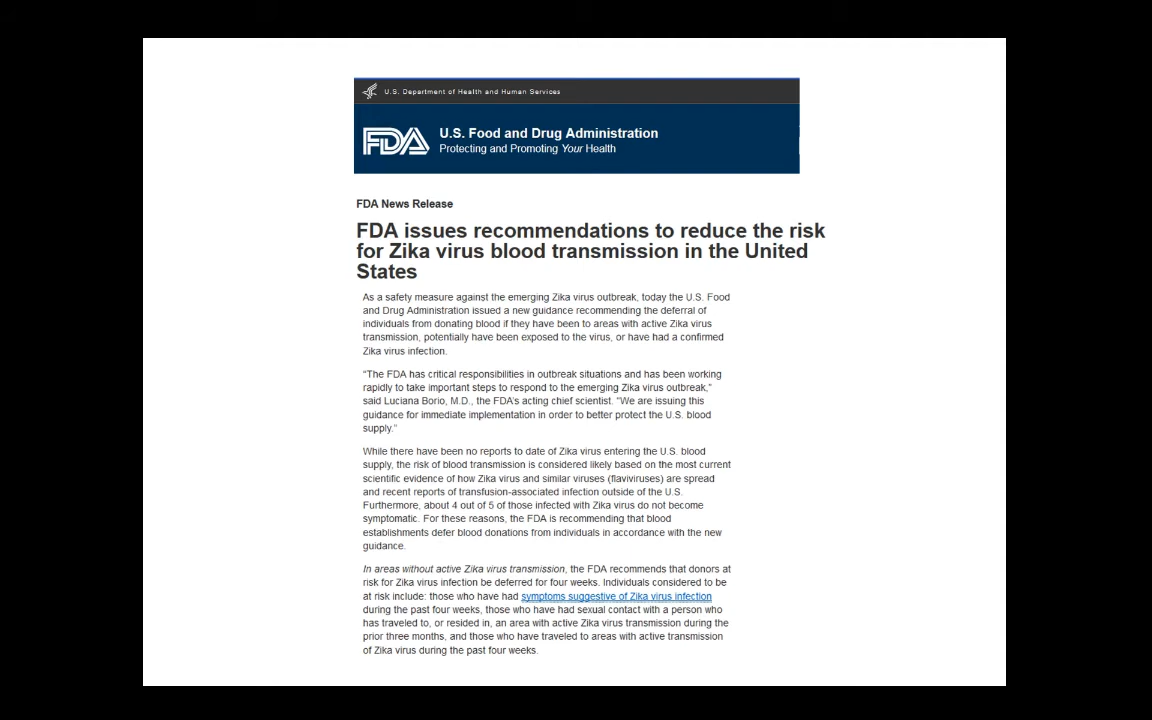 U.S. Department of Health and Human Services
FDA
U.S. Food and Drug Administration
Protecting and Promoting Your Health
FDA News Release
FDA issues recommendations to reduce the risk
for Zika virus blood transmission in the United
States
As a safety measure against the emerging Zika virus outbreak, today the U.S. Food
and Drug Administration issued a new guidance recommending the deferral of
individuals from donating blood if they have been to areas with active Zika virus
transmission, potentially have been exposed to the virus, or have had a confirmed
Zika virus infection.
“The FDA has critical responsibilities in outbreak situations and has been working
rapidly to take important steps to respond to the emerging Zika virus outbreak,”
said Luciana Borio, M.D., the FDA’s acting chief scientist. “We are issuing this
guidance for immediate implementation in order to better protect the U.S. blood
supply.”
While there have been no reports to date of Zika virus entering the U.S. blood
supply, the risk of blood transmission is considered likely based on the most current
scientific evidence of how Zika virus and similar viruses (flaviviruses) are spread
and recent reports of transfusion-associated infection outside of the U.S.
Furthermore, about 4 out of 5 of those infected with Zika virus do not become
symptomatic. For these reasons, the FDA is recommending that blood
establishments defer blood donations from individuals in accordance with the new
guidance.
In areas without active Zika virus transmission, the FDA recommends that donors at
risk for Zika virus infection be deferred for four weeks. Individuals considered to be
at risk include: those who have had symptoms suggestive of Zika virus infection
during the past four weeks, those who have had sexual contact with a person who
has traveled to, or resided in, an area with active Zika virus transmission during the
prior three months, and those who have traveled to areas with active transmission
of Zika virus during the past four weeks.